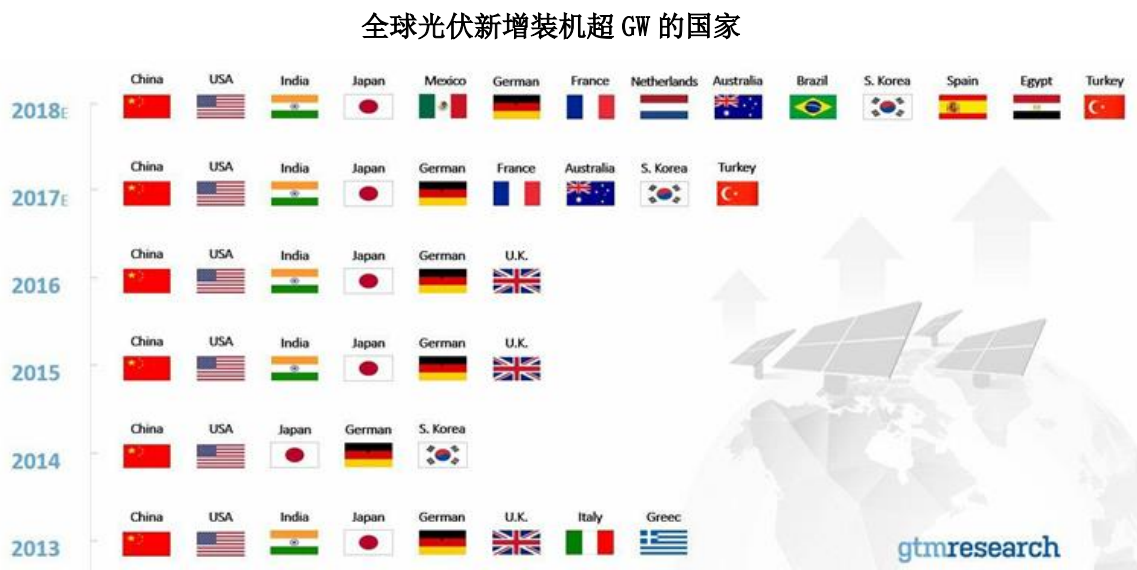 全球光伏新增装机超 GW 的国家
China USA India Japan Mexico German France Netherlands Australia Brazil S. Korea Spain Egypt Turkey
2018E
China USA India Japan German France Australia S. Korea Turkey
2017E
China USA India Japan German U.K.
2016
China USA India Japan German U.K.
2015
China USA Japan German S. Korea
2014
China USA India Japan German U.K. Italy Greec
2013
gtmresearch